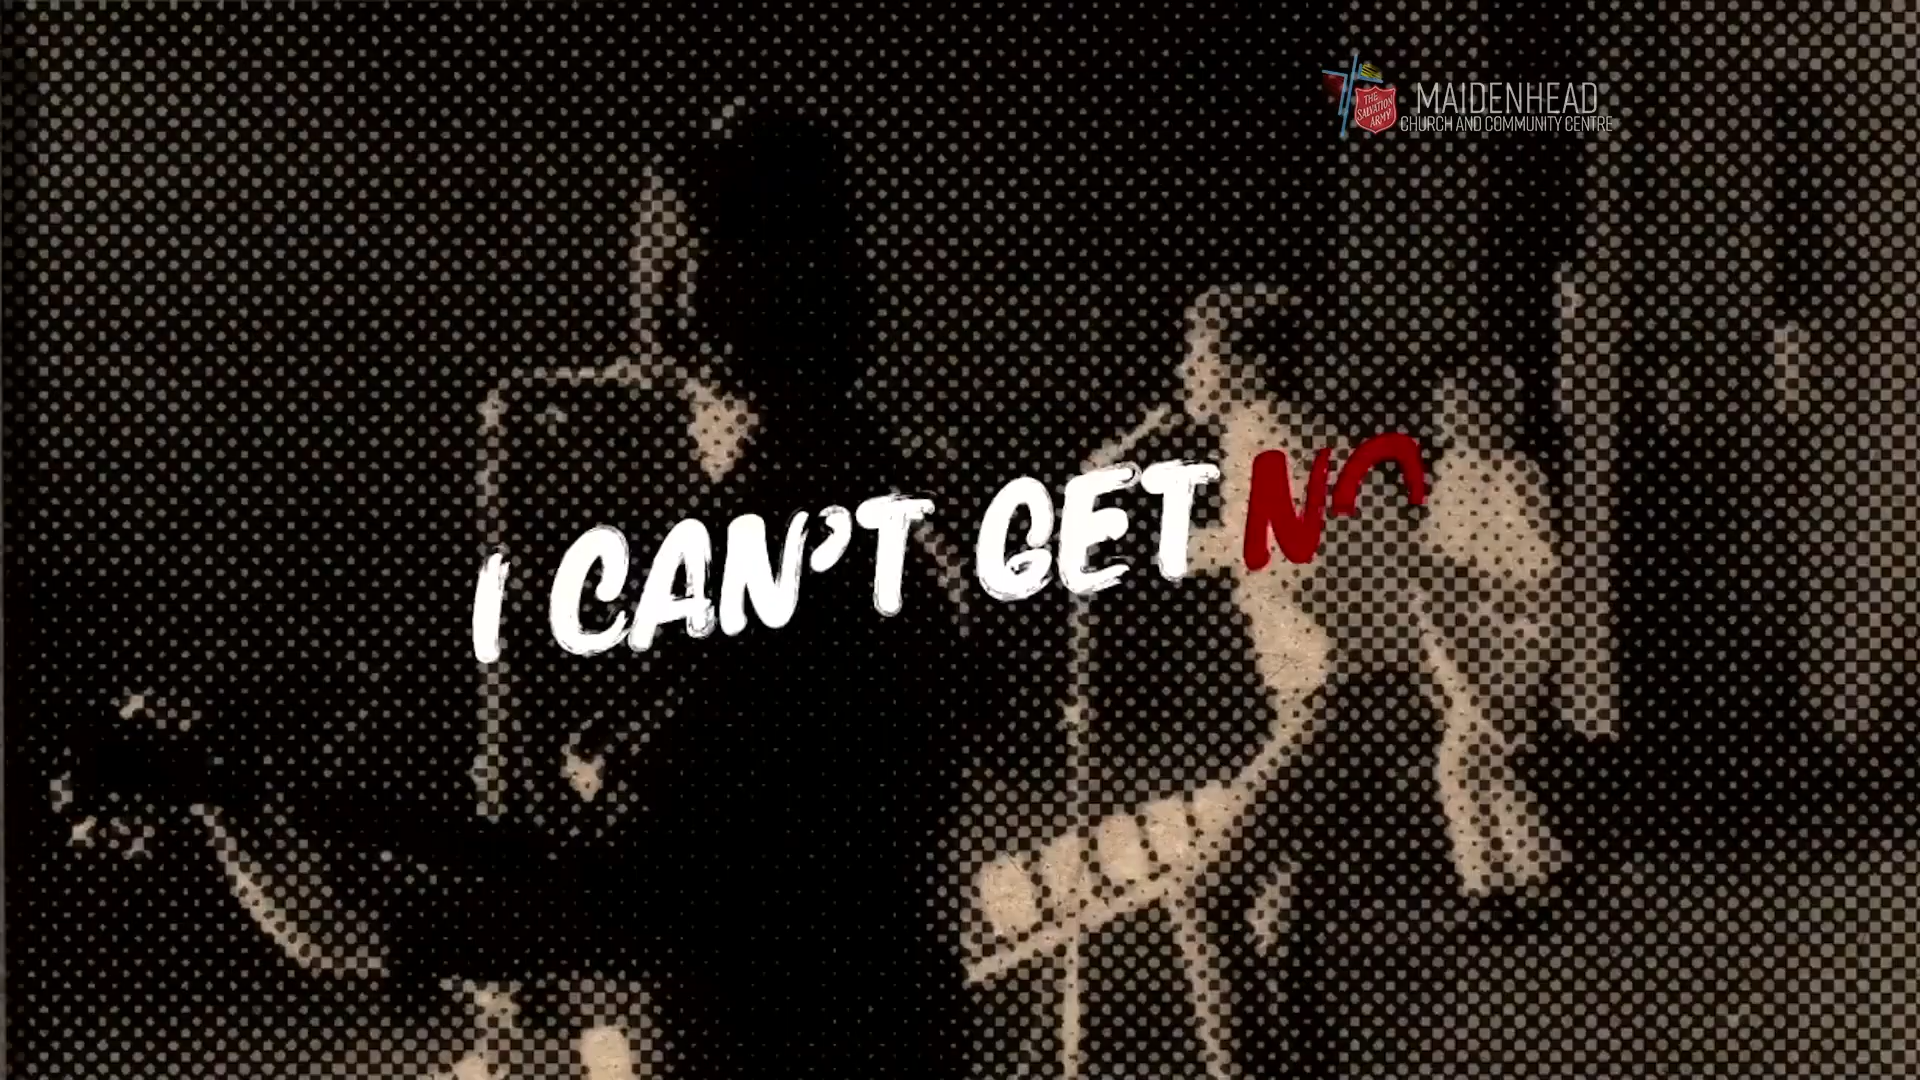 MAIDENHEAD
CHURCH AND COMMUNITY CENTRE
THE
SALVATION
ARMY
I CAN'T GET N